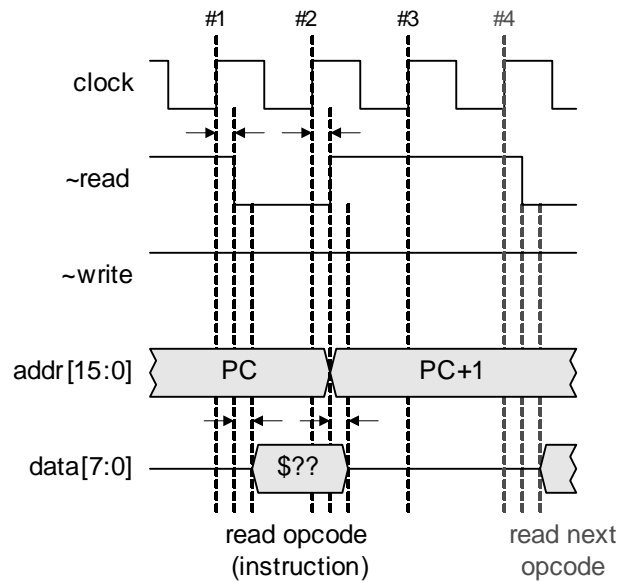 #1 #2 #3 #4
clock
~read
~write
addr[15:0] PC PC+1
data[7:0] $??
read opcode read next
(instruction) opcode